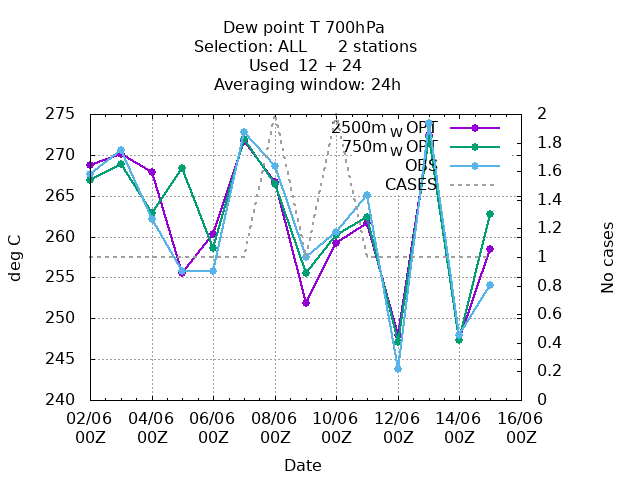 Dew point T 700hPa
Selection: ALL 2 stations
Used 12 + 24
Averaging window: 24h
275 2
2500m W OPT
270 1.8
750m W OPT
OBS
265 1.6
CASES
260 1.4
255 1.2
250 1
245 0.8
240 0.6
0.4
0.2
0
deg C
No cases
02/06 04/06 06/06 08/06 10/06 12/06 14/06 16/06
00Z 00Z 00Z 00Z 00Z 00Z 00Z 00Z
Date